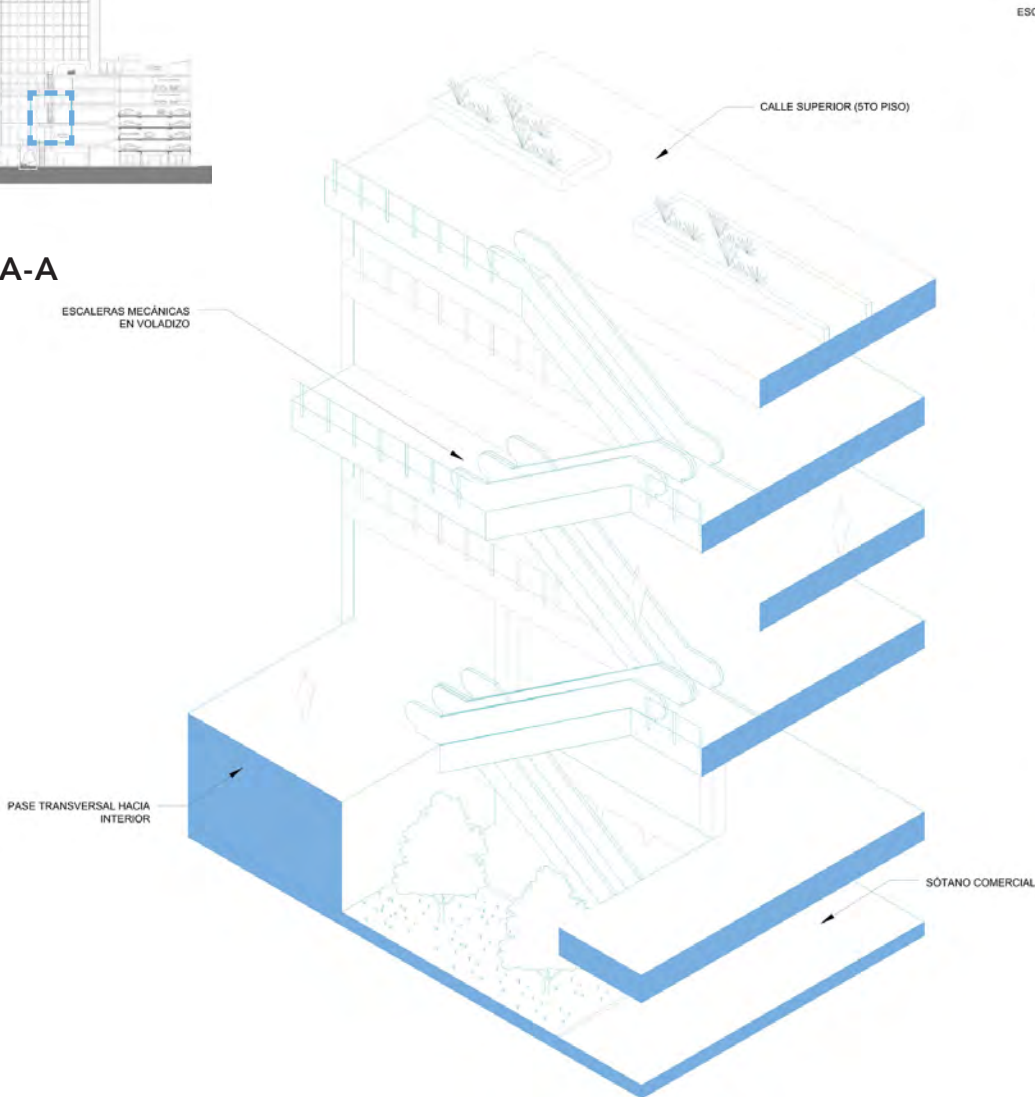 ESC
CALLE SUPERIOR (5TO PISO)
A-A
ESCALERAS MECÁNICAS
EN VOLADIZO
PASE TRANSVERSAL HACIA
INTERIOR
SÓTANO COMERCIAL